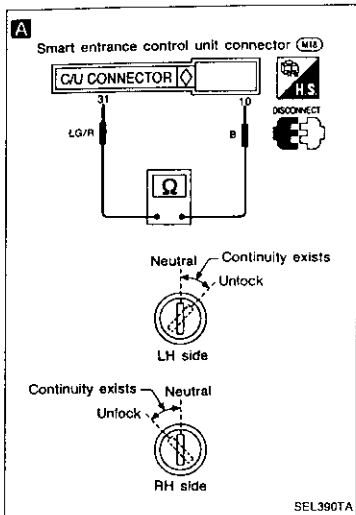 A
Smart entrance control unit connector (M18)
C/U CONNECTOR
H.S.
DISCONNECT
31 10
LG/R B
Ω
Neutral
Continuity exists
Unlock
LH side
Continuity exists Neutral
Unlock
RH side
SEL390TA